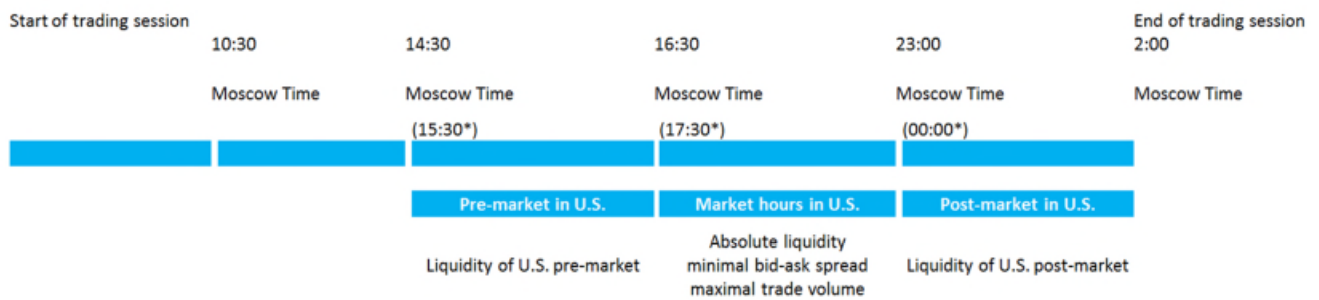 Start of trading session
End of trading session
10:30
14:30
16:30
23:00
2:00
Moscow Time
Moscow Time
Moscow Time
Moscow Time
Moscow Time
(15:30*)
(17:30*)
(00:00*)
Pre-market in U.S.
Market hours in U.S.
Post-market in U.S.
Liquidity of U.S. pre-market
Absolute liquidity
minimal bid-ask spread
maximal trade volume
Liquidity of U.S. post-market